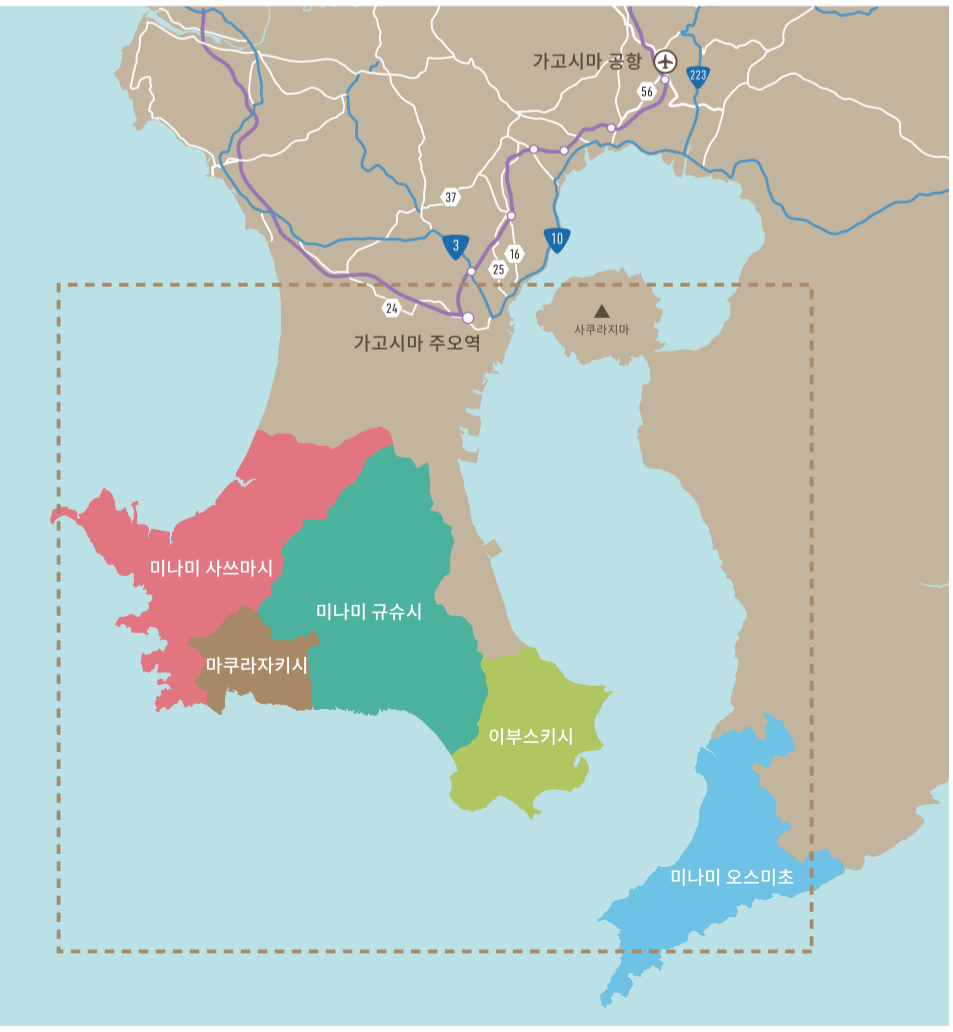 가고시마 공항
223
56
37
3
10
16
25
24
가고시마 주오역
사쿠라지마
미나미 사쓰마시
미나미 규슈시
마쿠라자키시
이부스키시
미나미 오스미초